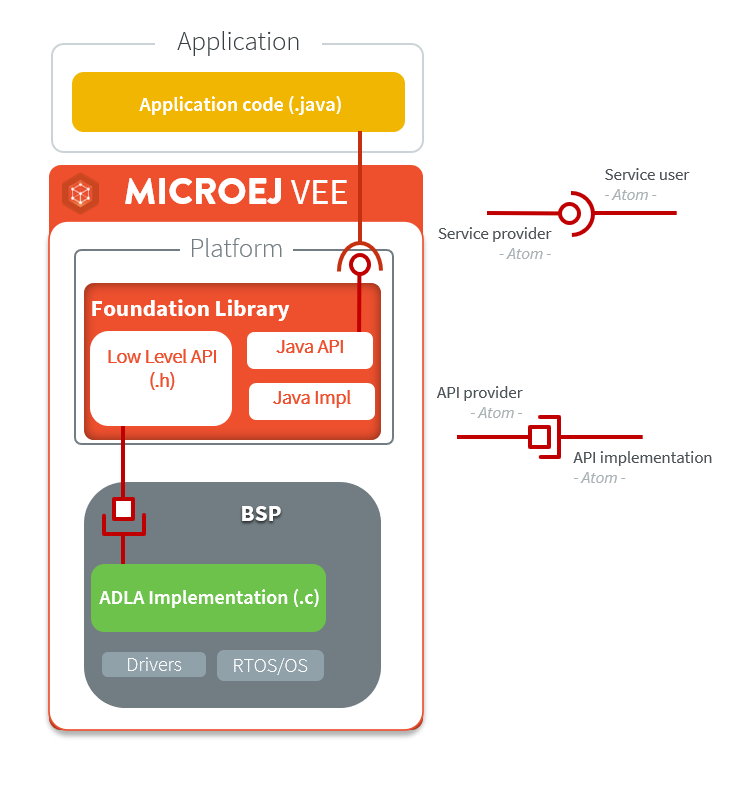 Application
Application code (.java)
MICROEJ VEE
Service user
- Atom -
Service provider
- Atom -
Platform
Foundation Library
Low Level API
(.h)
Java API
Java Impl
API provider
- Atom -
API implementation
- Atom -
BSP
ADLA Implementation (.c)
Drivers
RTOS/OS